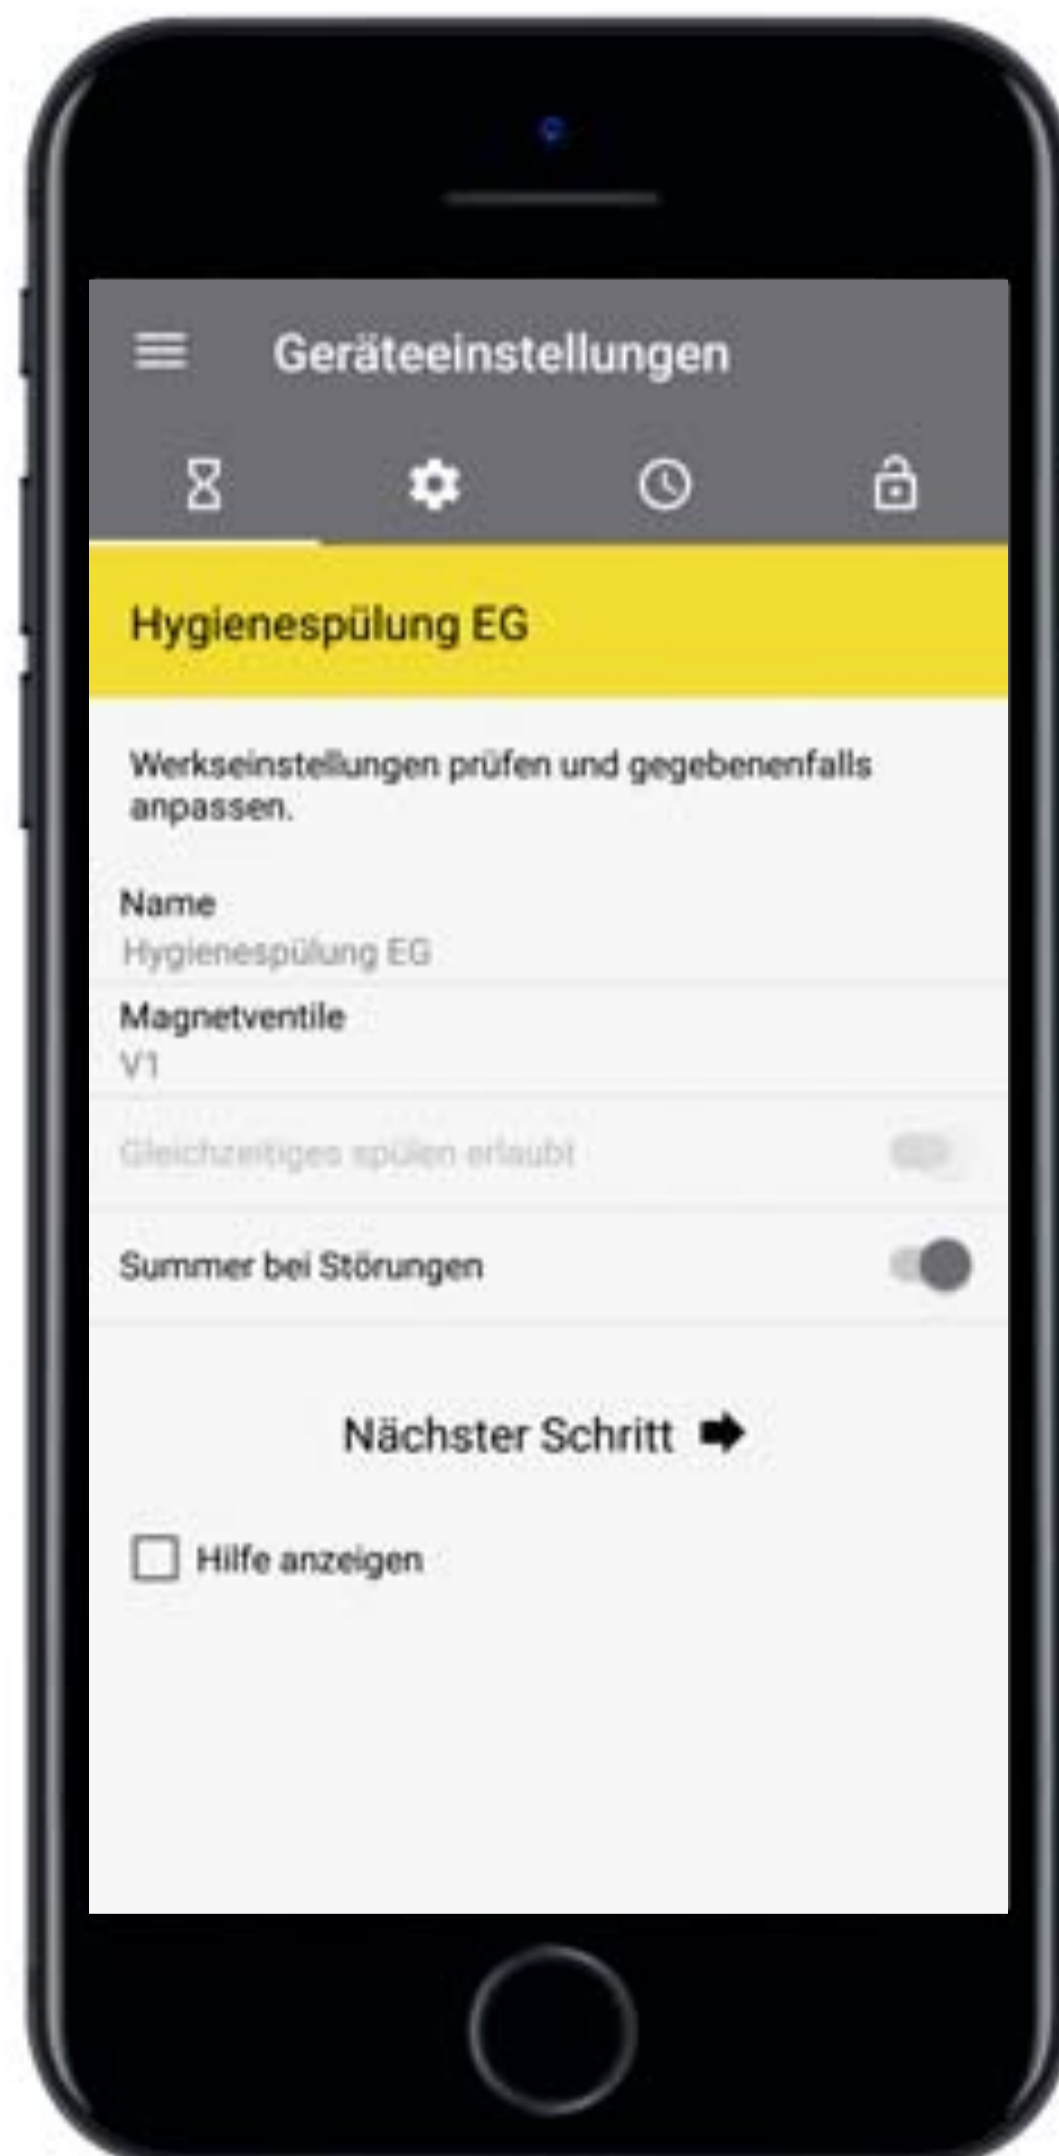 Geräteeinstellungen
Hygienespülung EG
Werkseinstellungen prüfen und gegebenenfalls
anpassen.
Name
Hygienespülung EG
Magnetventile
V1
Gleichzeitiges spülen erlaubt
Summer bei Störungen
Nächster Schritt
Hilfe anzeigen